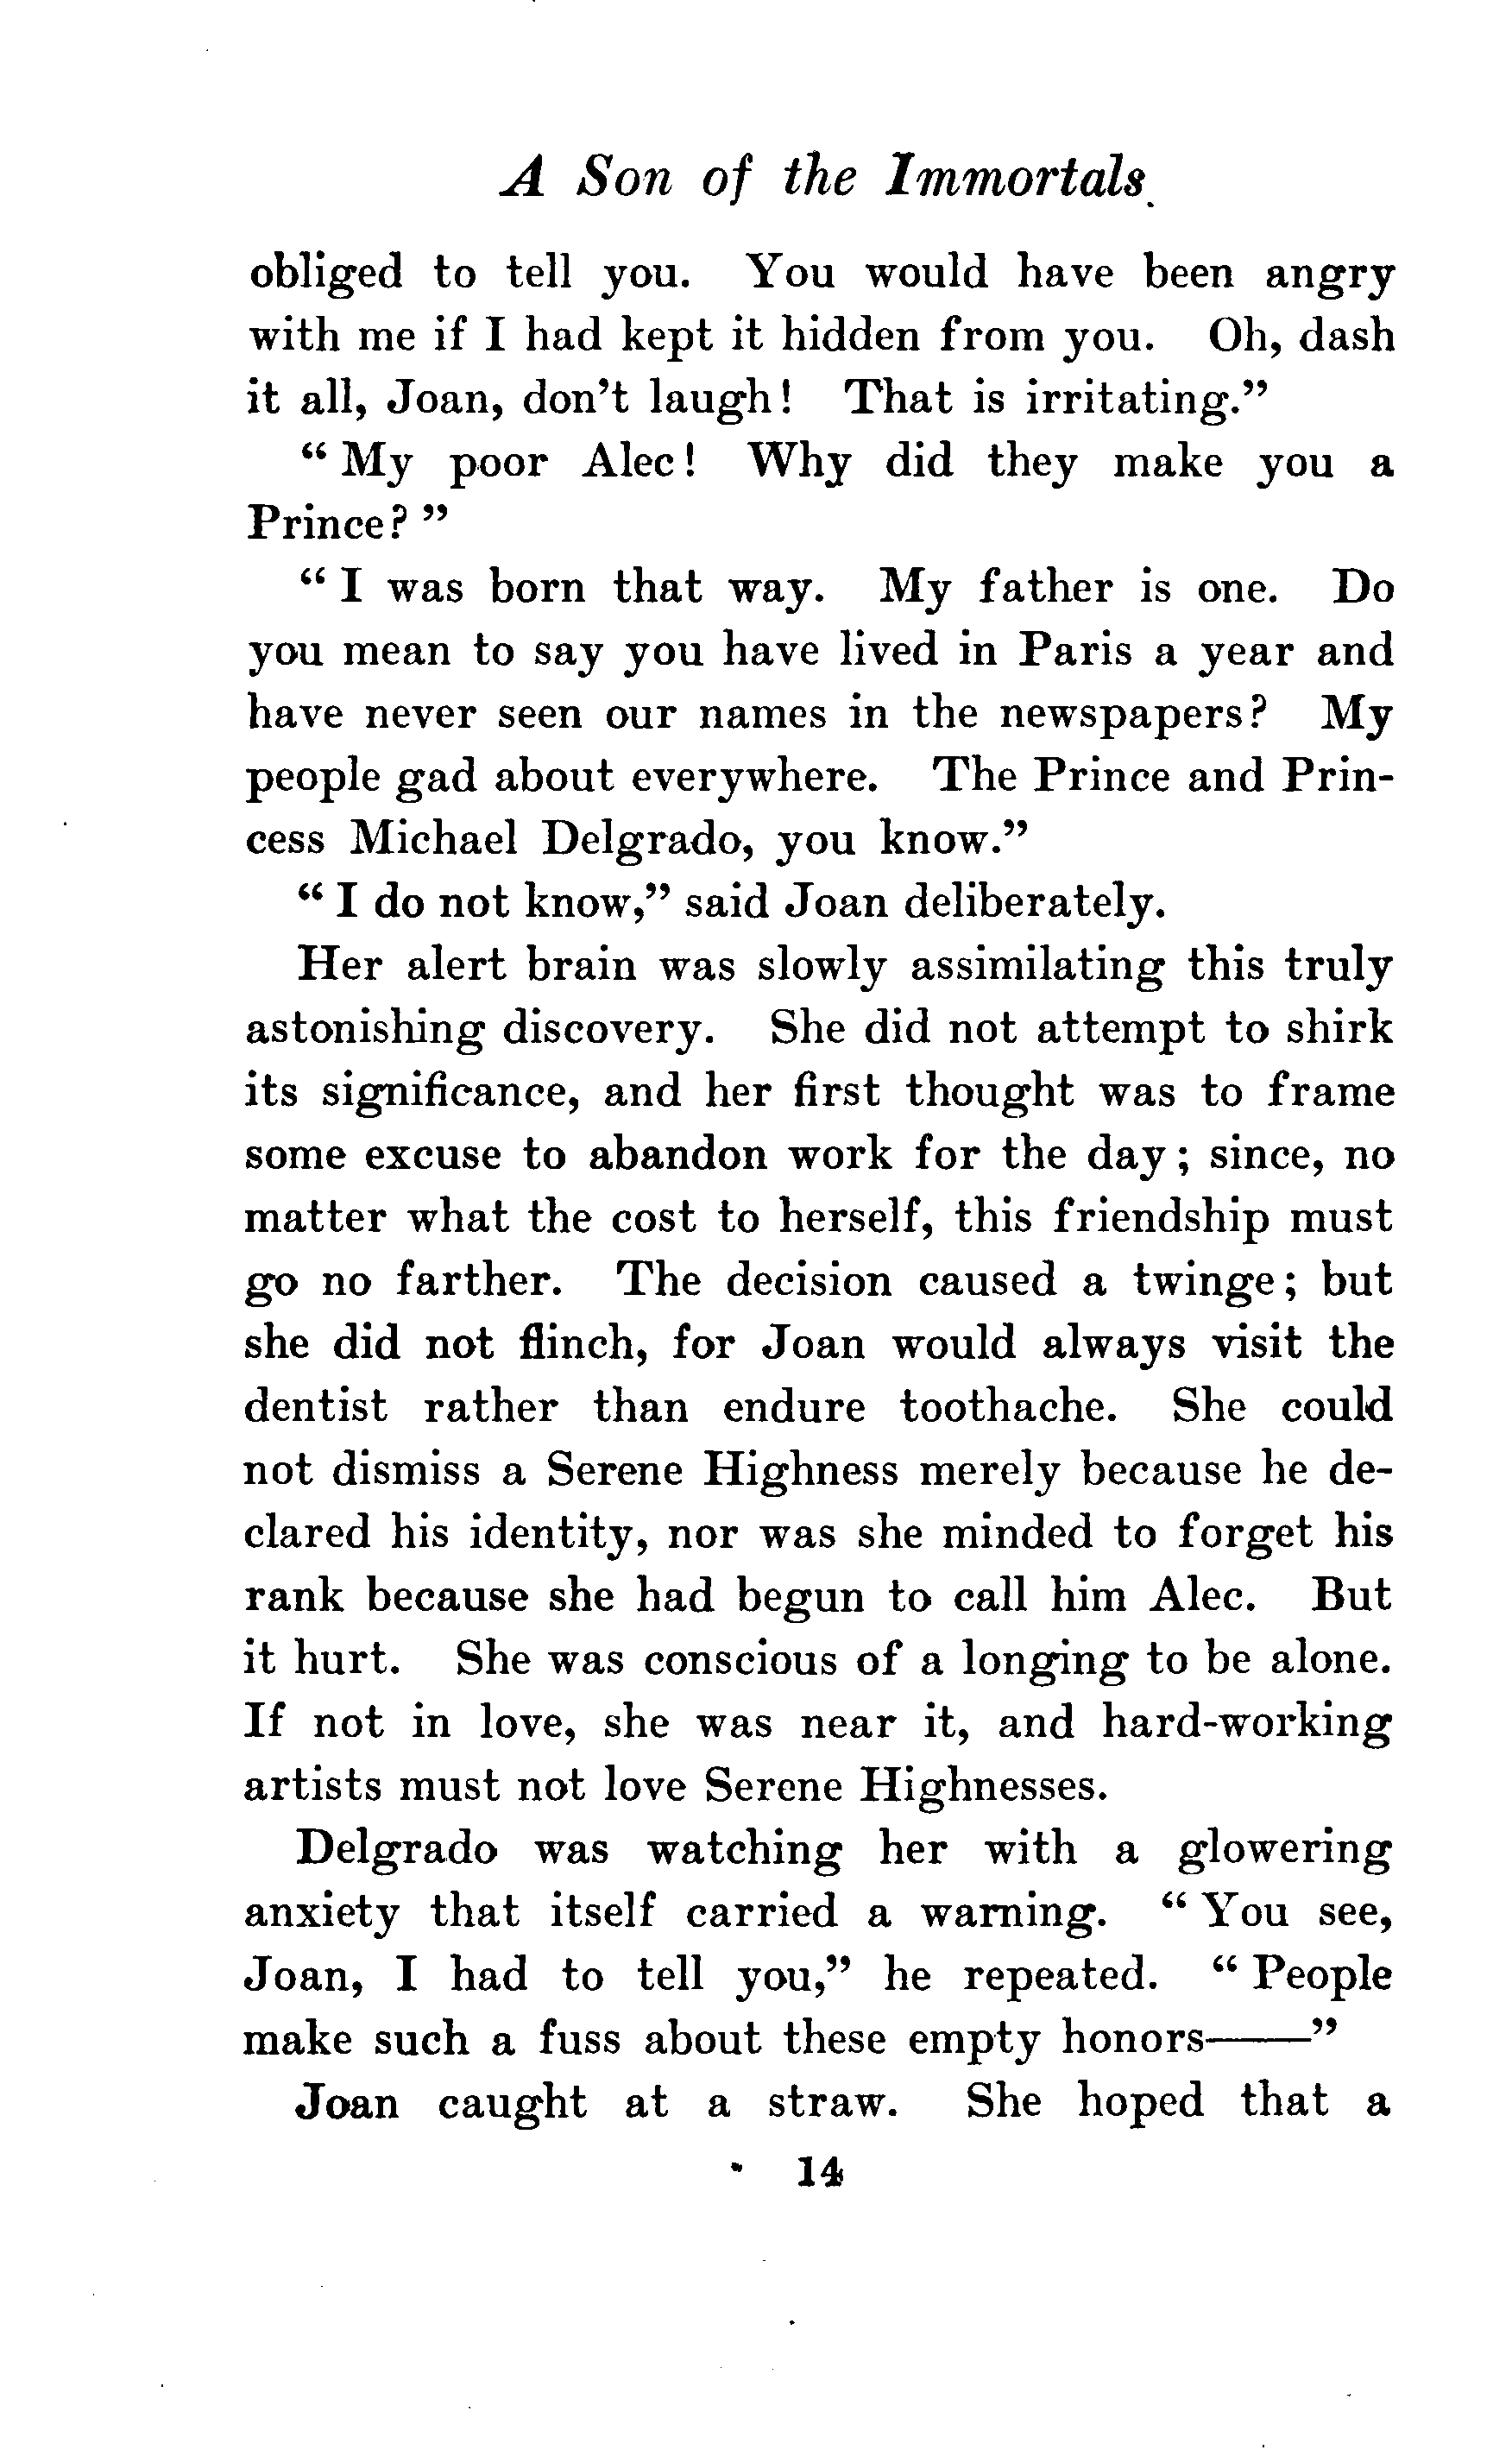 A Son of the Immortals
obliged to tell you. You would have been angry
with me if I had kept it hidden from you. Oh, dash
it all, Joan, don't laugh! That is irritating."
"My poor Alec! Why did they make you a
Prince?"
"I was born that way. My father is one. Do
you mean to say you have lived in Paris a year and
have never seen our names in the newspapers? My
people gad about everywhere. The Prince and Prin-
cess Michael Delgrado, you know."
"I do not know," said Joan deliberately.
Her alert brain was slowly assimilating this truly
astonishing discovery. She did not attempt to shirk
its significance, and her first thought was to frame
some excuse to abandon work for the day; since, no
matter what the cost to herself, this friendship must
go no farther. The decision caused a twinge; but
she did not flinch, for Joan would always visit the
dentist rather than endure toothache. She could
not dismiss a Serene Highness merely because he de-
clared his identity, nor was she minded to forget his
rank because she had begun to call him Alec. But
it hurt. She was conscious of a longing to be alone.
If not in love, she was near it, and hard-working
artists must not love Serene Highnesses.
Delgrado was watching her with a glowering
anxiety that itself carried a warning. "You see,
Joan, I had to tell you," he repeated. "People
make such a fuss about these empty honors——"
Joan caught at a straw. She hoped that a
14